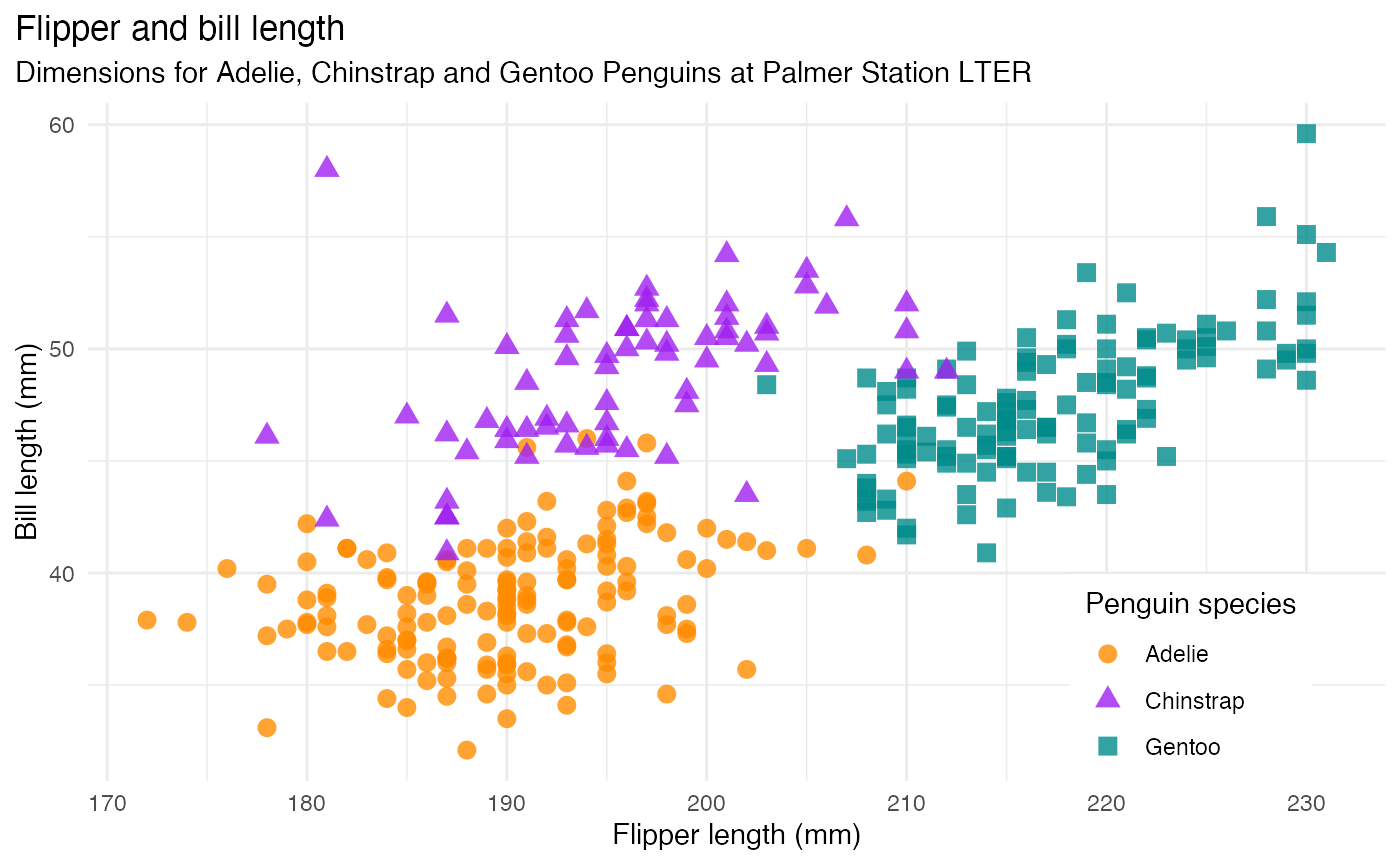 Flipper and bill length
Dimensions for Adelie, Chinstrap and Gentoo Penguins at Palmer Station LTER
60
50
40
Bill length (mm)
Penguin species
Adelie
Chinstrap
Gentoo
170 180 190 200 210 220 230
Flipper length (mm)